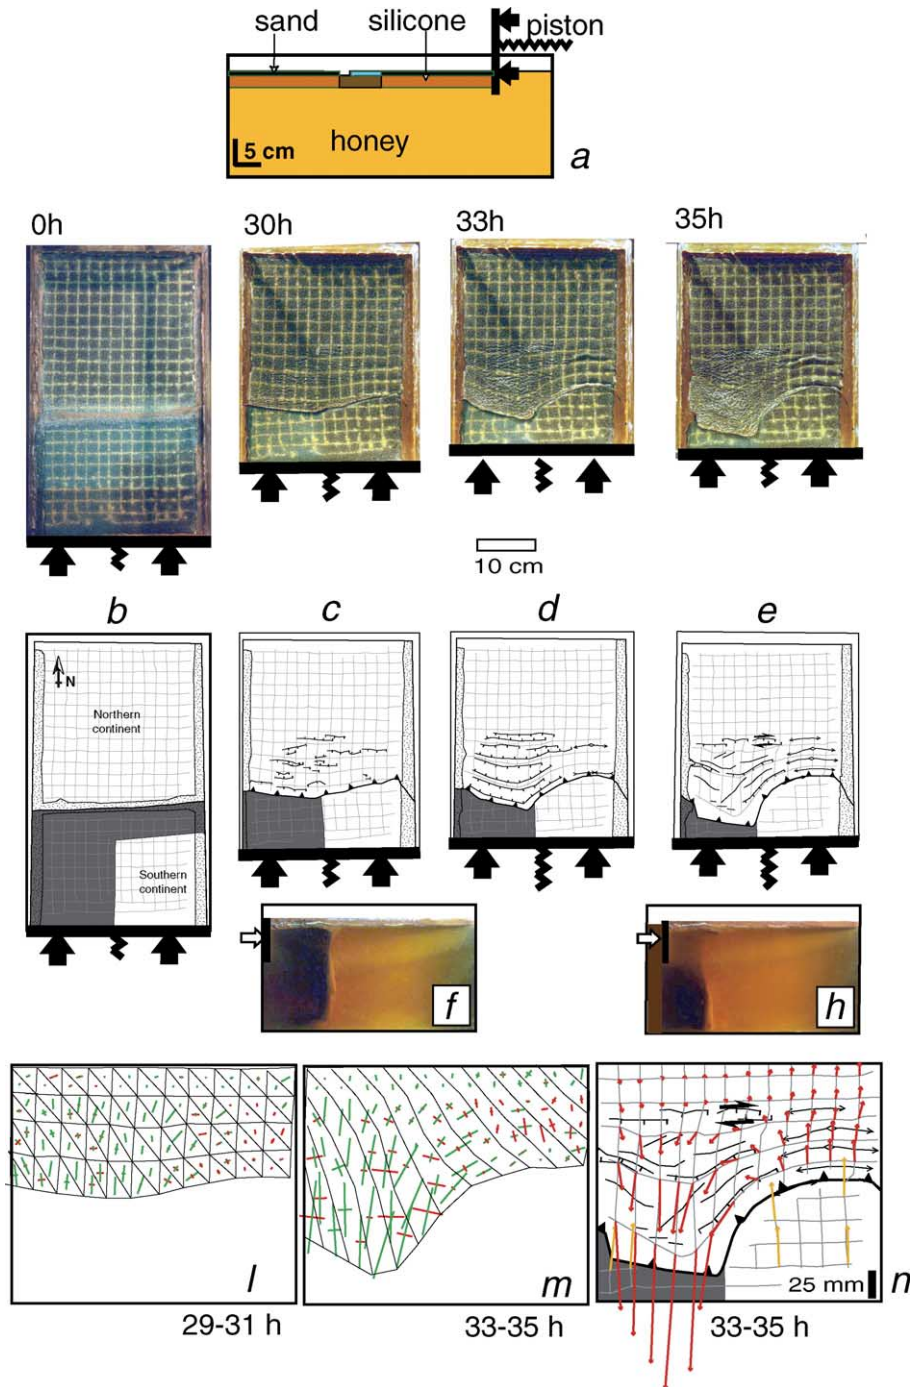 sand silicone piston
honey
5 cm
a
0h 30h 33h 35h
10 cm
b c d e
N
Northern
continent
Southern
continent
f h
l m n
25 mm
29-31 h 33-35 h 33-35 h